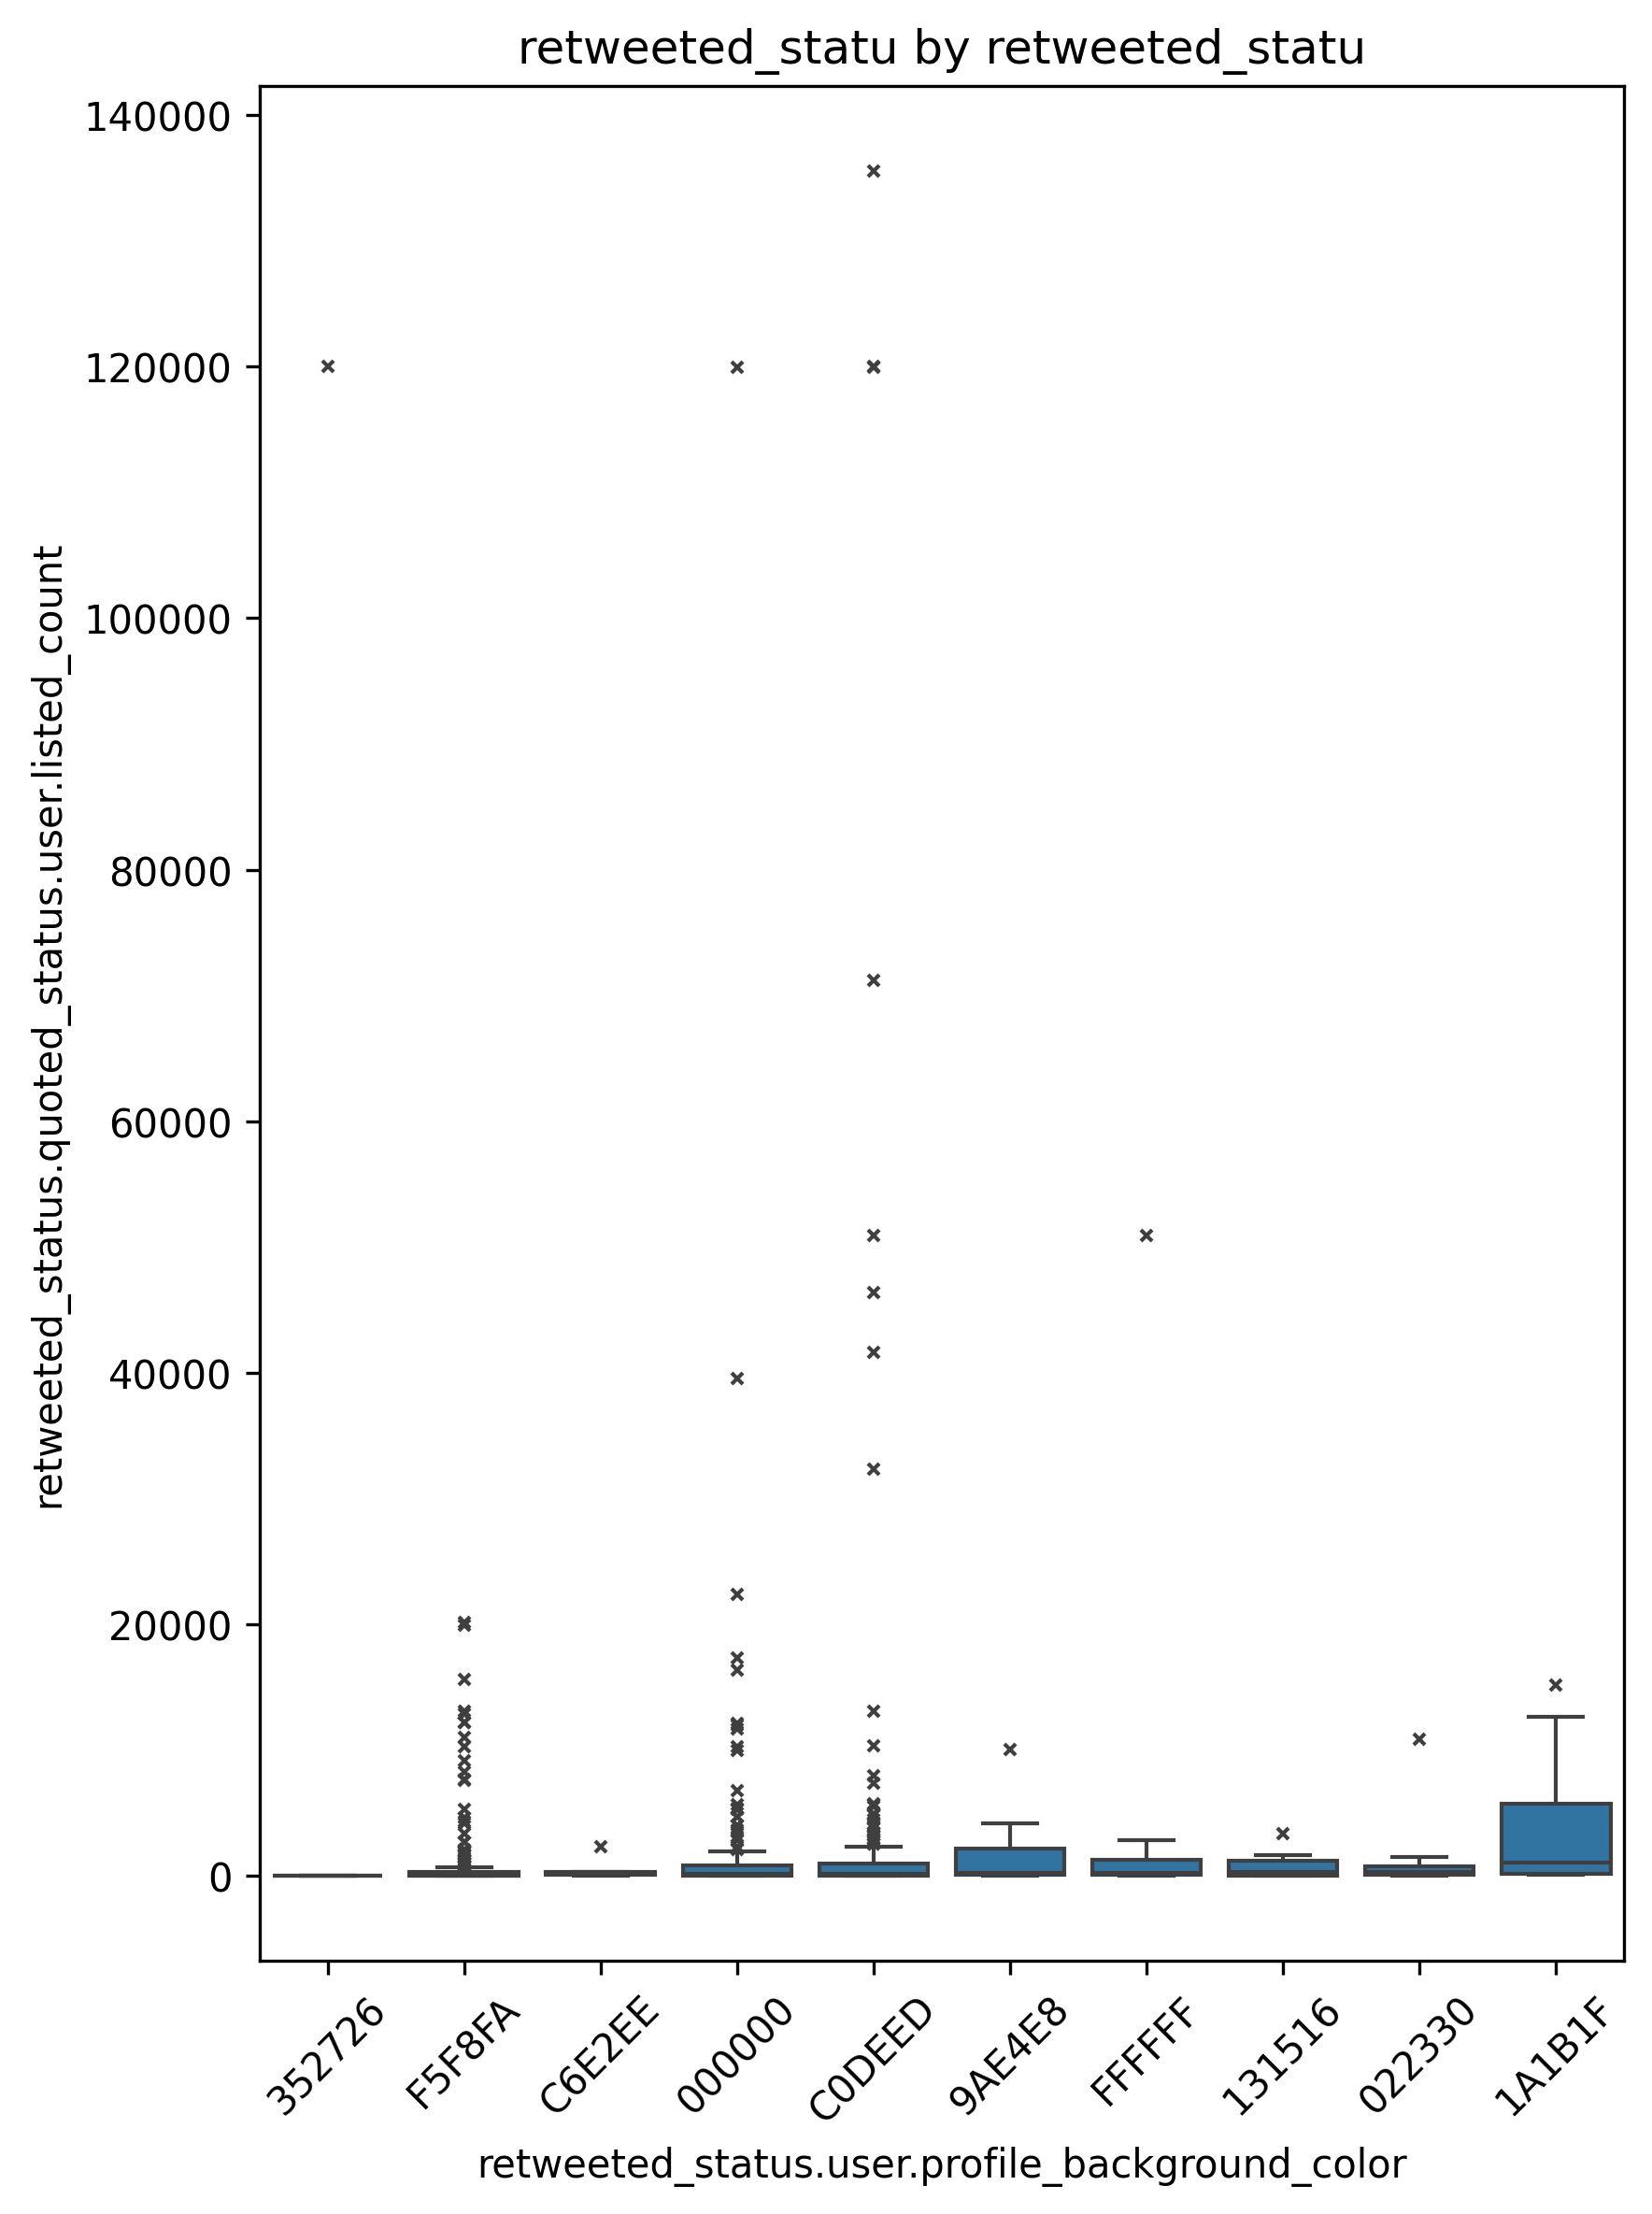 retweeted_statu by retweeted_statu
retweeted_status.quoted_status.user.listed_count
140000
120000
100000
80000
60000
40000
20000
0
352726
F5F8FA
C6E2EE
000000
C0DEED
9AE4E8
FFFFFF
131516
022330
1A1B1F
retweeted_status.user.profile_background_color